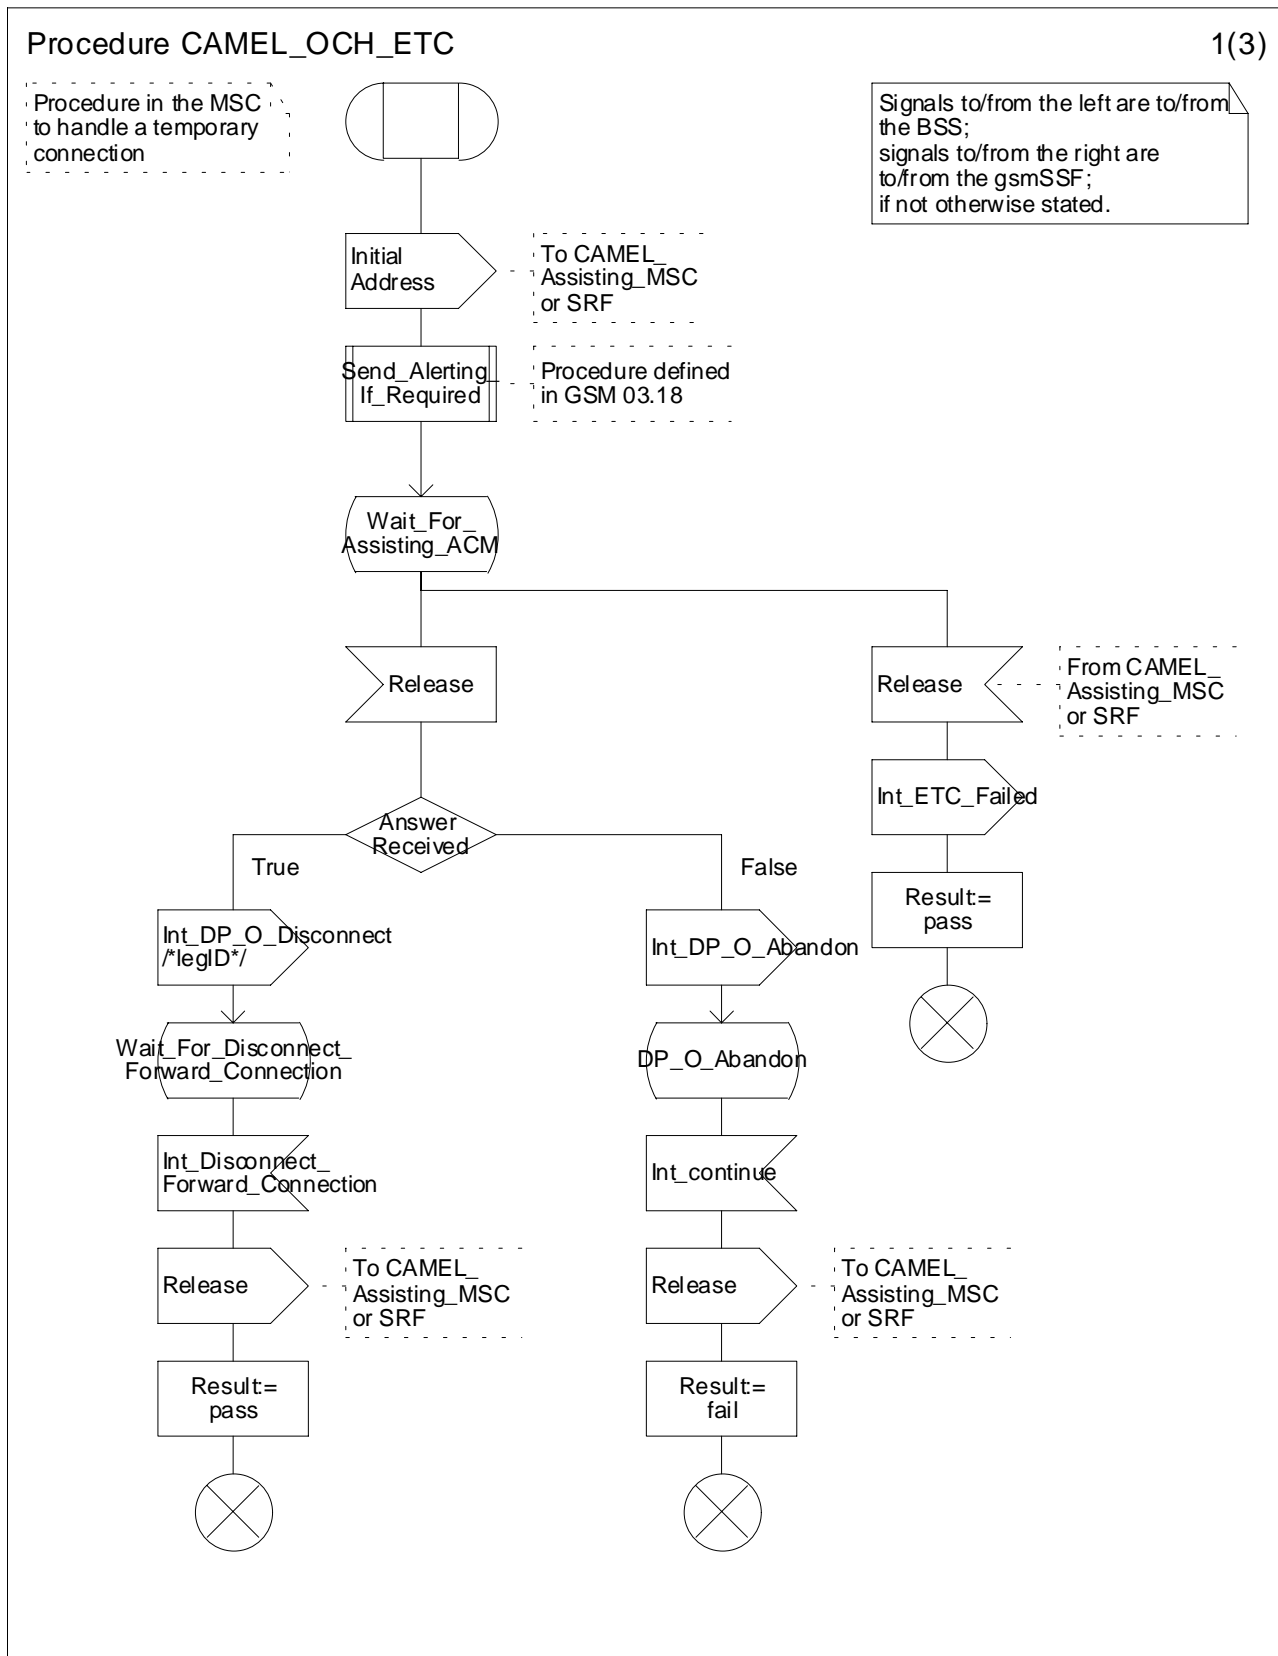 Procedure CAMEL_OCH_ETC
1(3)
Procedure in the MSC
to handle a temporary
connection
Signals to/from the left are to/from
the BSS;
signals to/from the right are
to/from the gsmSSF;
if not otherwise stated.
Initial
Address
To CAMEL_
Assisting_MSC
or SRF
Send_Alerting_
If_Required
Procedure defined
in GSM 03.18
Wait_For_
Assisting_ACM
Release
Release
From CAMEL_
Assisting_MSC
or SRF
Int_ETC_Failed
Answer
Received
True
False
Result:=
pass
Int_DP_O_Disconnect
/*legID*/
Int_DP_O_Abandon
Wait_For_Disconnect_
Forward_Connection
DP_O_Abandon
Int_Disconnect_
Forward_Connection
Int_continue
Release
To CAMEL_
Assisting_MSC
or SRF
Release
To CAMEL_
Assisting_MSC
or SRF
Result:=
pass
Result:=
fail